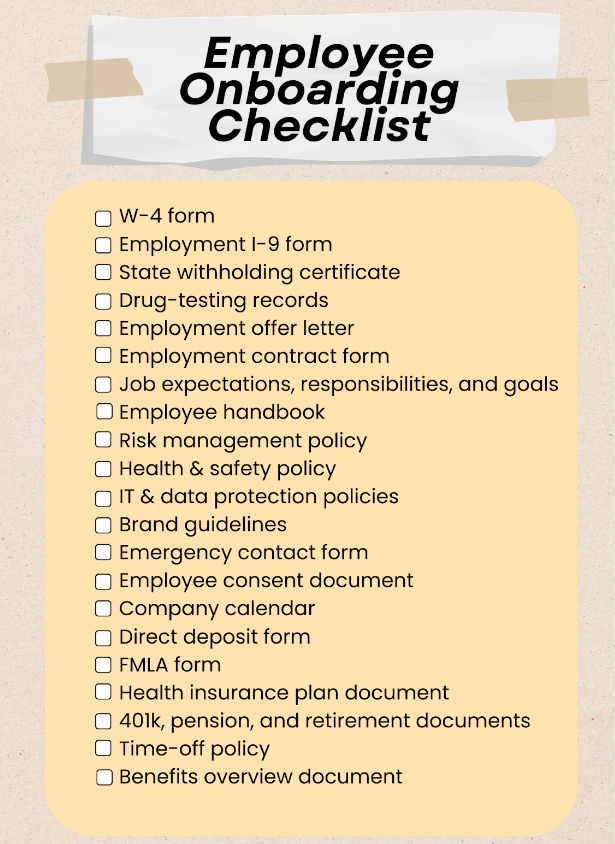 Employee
Onboarding
Checklist
W-4 form
Employment I-9 form
State withholding certificate
Drug-testing records
Employment offer letter
Employment contract form
Job expectations, responsibilities, and goals
Employee handbook
Risk management policy
Health & safety policy
IT & data protection policies
Brand guidelines
Emergency contact form
Employee consent document
Company calendar
Direct deposit form
FMLA form
Health insurance plan document
401k, pension, and retirement documents
Time-off policy
Benefits overview document